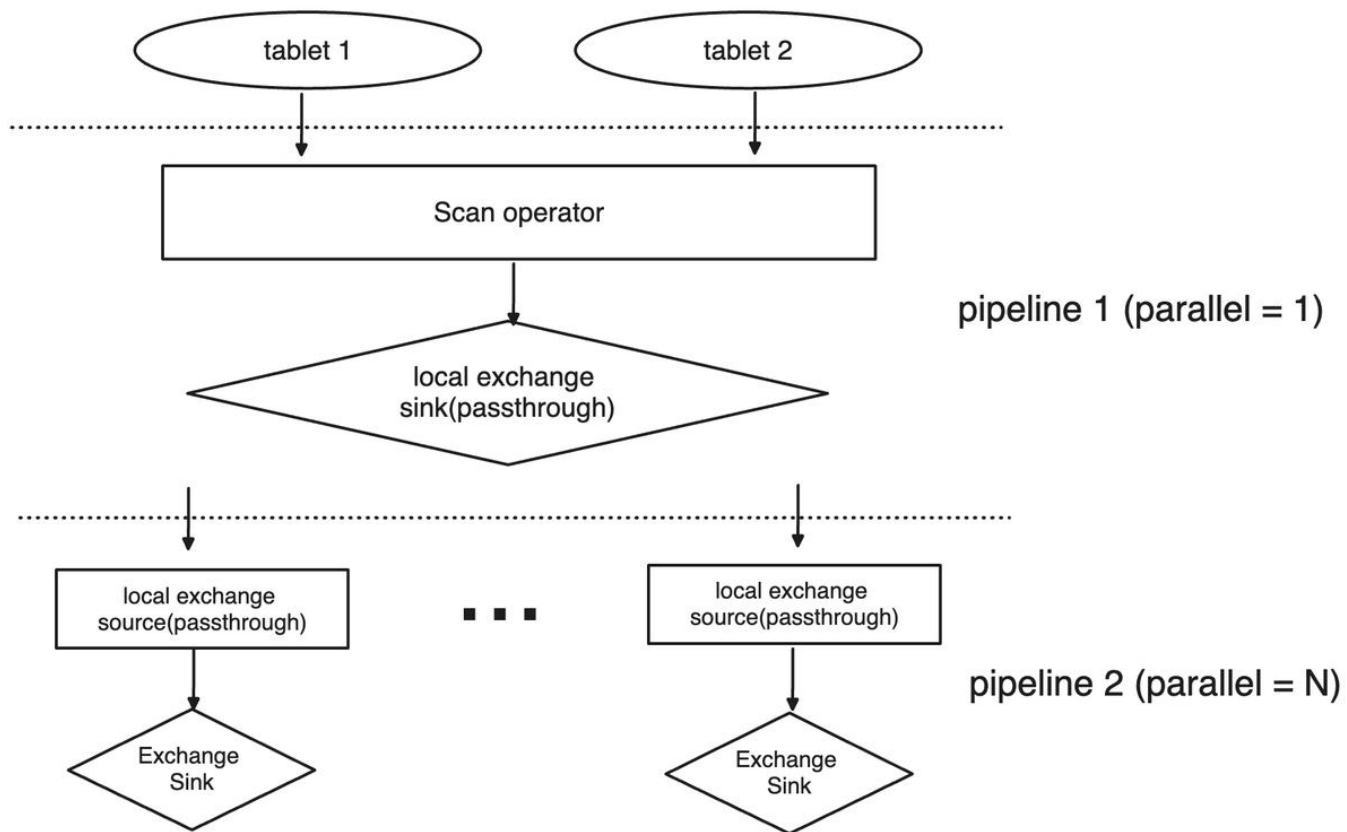 tablet 1
tablet 2
Scan operator
pipeline 1 (parallel = 1)
local exchange
sink(passthrough)
local exchange
source(passthrough)
local exchange
source(passthrough)
pipeline 2 (parallel = N)
Exchange
Sink
Exchange
Sink